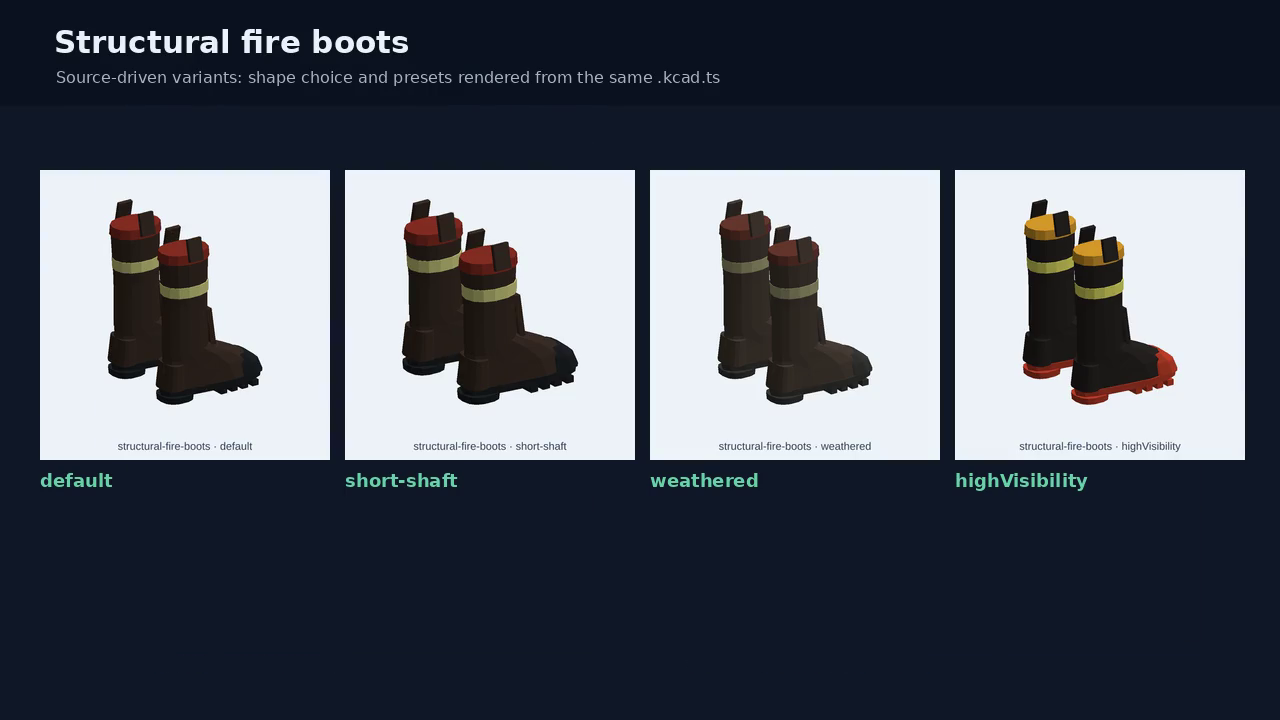 Structural fire boots
Source-driven variants: shape choice and presets rendered from the same .kcad.ts
structural-fire-boots · default
structural-fire-boots · short-shaft
structural-fire-boots · weathered
structural-fire-boots · highVisibility
default
short-shaft
weathered
highVisibility